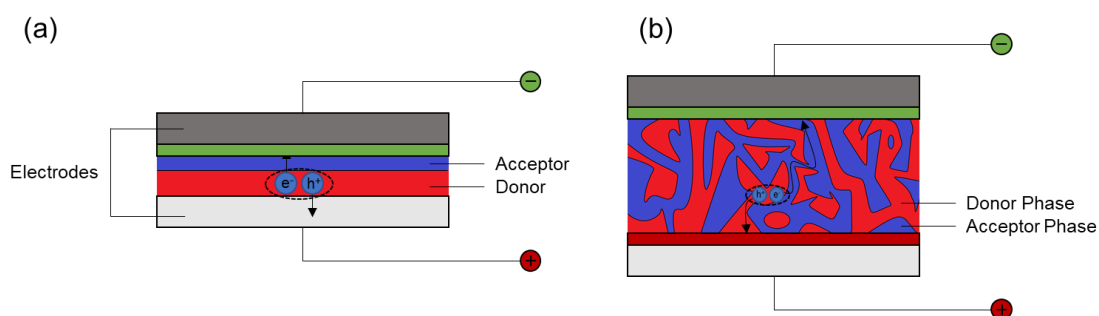 (a)
−
Electrodes
Acceptor
Donor
e-
h+
+
(b)
−
h+
e-
Donor Phase
Acceptor Phase
+